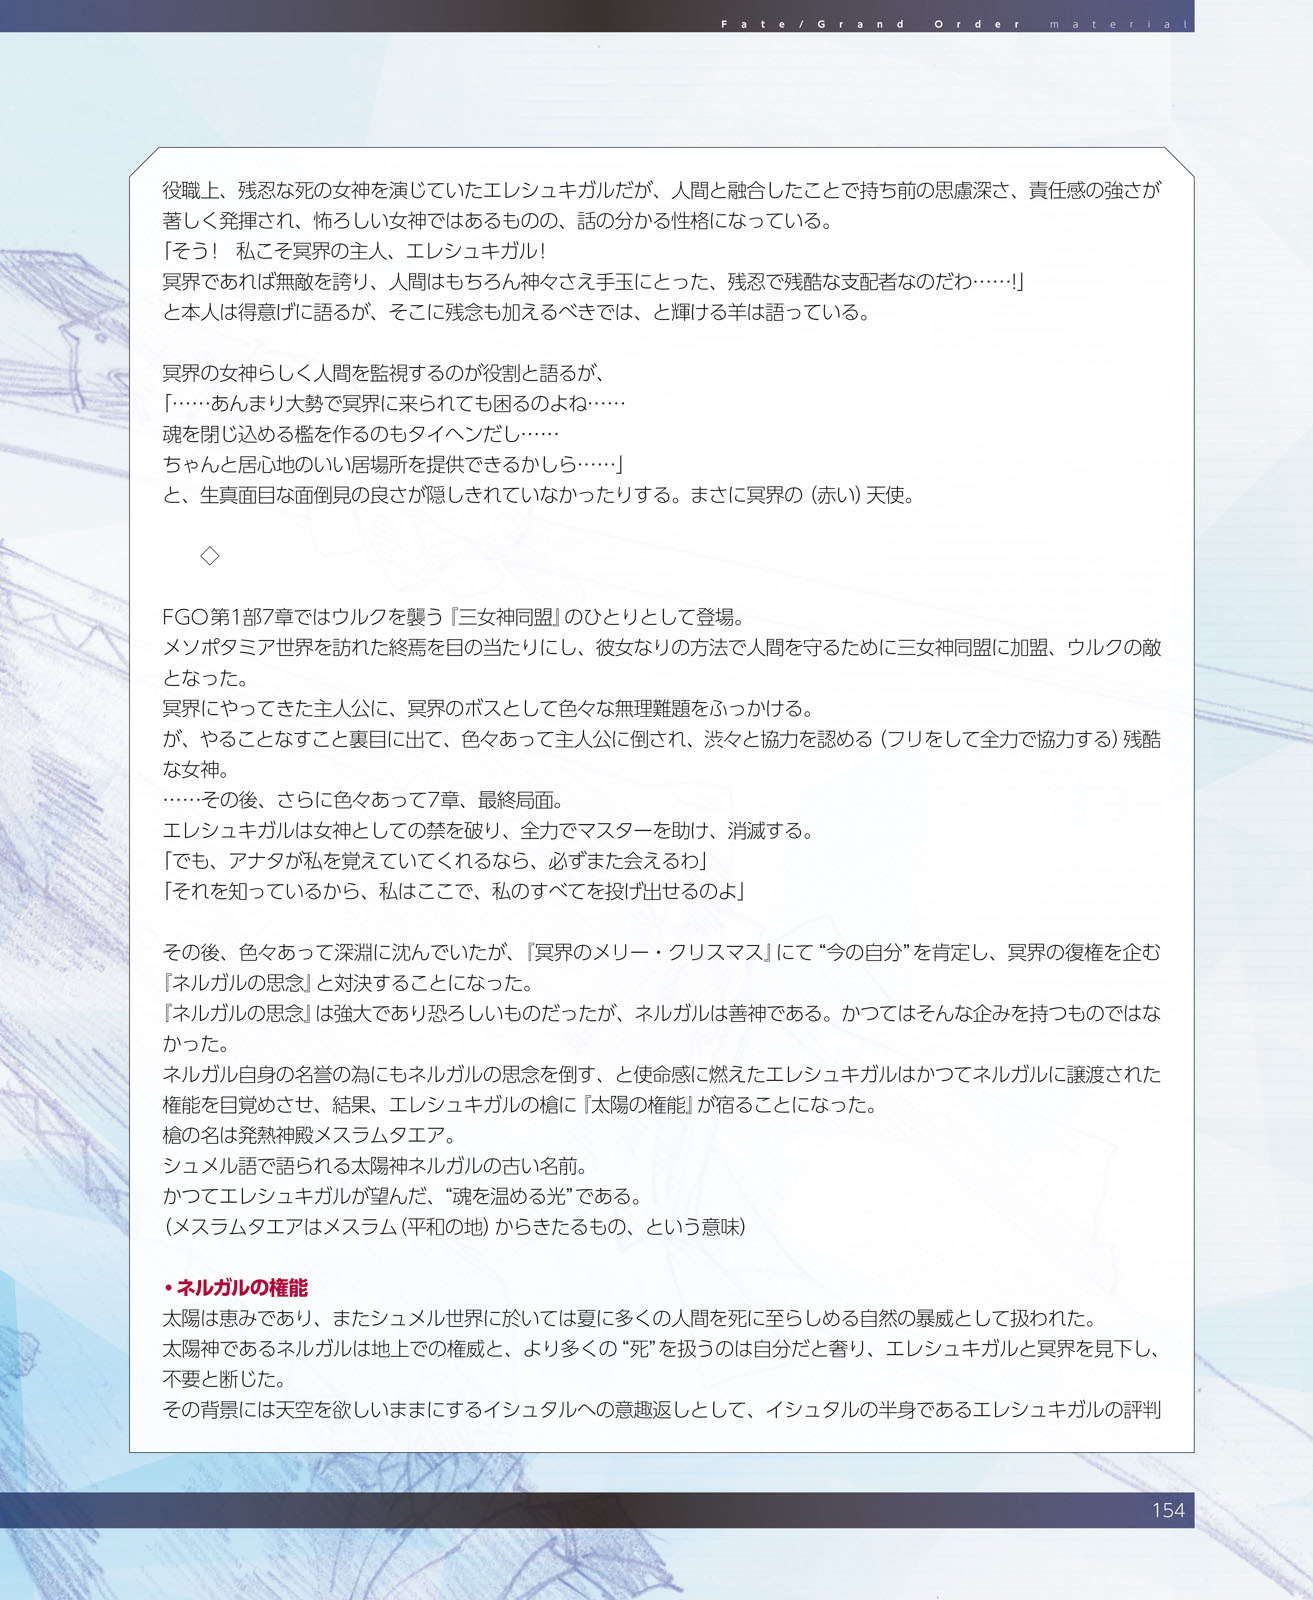 Fate/Grand Order material
役職上、残忍な死の女神を演じていたエレシュキガルだが、人間と融合したことで持ち前の思慮深さ、責任感の強さが
著しく発揮され、怖ろしい女神ではあるものの、話の分かる性格になっている。
「そう！　私こそ冥界の主人、エレシュキガル！
冥界であれば無敵を誇り、人間はもちろん神々さえ手玉にとった、残忍で残酷な支配者なのだわ……!」
と本人は得意げに語るが、そこに残念も加えるべきでは、と輝ける羊は語っている。
冥界の女神らしく人間を監視するのが役割と語るが、
「……あんまり大勢で冥界に来られても困るのよね……
魂を閉じ込める檻を作るのもタイヘンだし……
ちゃんと居心地のいい居場所を提供できるかしら……」
と、生真面目な面倒見の良さが隠しきれていなかったりする。まさに冥界の（赤い）天使。
◇
FGO第1部7章ではウルクを襲う『三女神同盟』のひとりとして登場。
メソポタミア世界を訪れた終焉を目の当たりにし、彼女なりの方法で人間を守るために三女神同盟に加盟、ウルクの敵
となった。
冥界にやってきた主人公に、冥界のボスとして色々な無理難題をふっかける。
が、やることなすこと裏目に出て、色々あって主人公に倒され、渋々と協力を認める（フリをして全力で協力する）残酷
な女神。
……その後、さらに色々あって7章、最終局面。
エレシュキガルは女神としての禁を破り、全力でマスターを助け、消滅する。
「でも、アナタが私を覚えていてくれるなら、必ずまた会えるわ」
「それを知っているから、私はここで、私のすべてを投げ出せるのよ」
その後、色々あって深淵に沈んでいたが、『冥界のメリー・クリスマス』にて“今の自分”を肯定し、冥界の復権を企む
『ネルガルの思念』と対決することになった。
『ネルガルの思念』は強大であり恐ろしいものだったが、ネルガルは善神である。かつてはそんな企みを持つものではな
かった。
ネルガル自身の名誉の為にもネルガルの思念を倒す、と使命感に燃えたエレシュキガルはかつてネルガルに譲渡された
権能を目覚めさせ、結果、エレシュキガルの槍に『太陽の権能』が宿ることになった。
槍の名は発熱神殿メスラムタエア。
シュメル語で語られる太陽神ネルガルの古い名前。
かつてエレシュキガルが望んだ、“魂を温める光”である。
（メスラムタエアはメスラム（平和の地）からきたるもの、という意味）
・ネルガルの権能
太陽は恵みであり、またシュメル世界に於いては夏に多くの人間を死に至らしめる自然の暴威として扱われた。
太陽神であるネルガルは地上での権威と、より多くの“死”を扱うのは自分だと奢り、エレシュキガルと冥界を見下し、
不要と断じた。
その背景には天空を欲しいままにするイシュタルへの意趣返しとして、イシュタルの半身であるエレシュキガルの評判
154